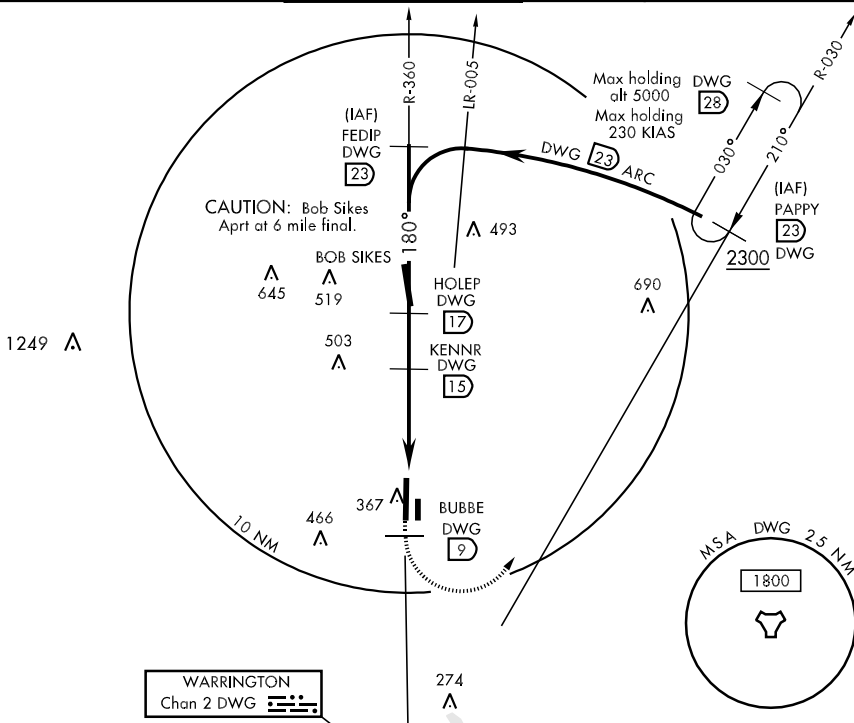 R-360
LR-005
R-030
Max holding
alt 5000
Max holding
230 KIAS
DWG
28
030°
210°
(IAF)
FEDIP
DWG
23
DWG 23 ARC
(IAF)
PAPPY
23
DWG
2300
CAUTION: Bob Sikes
Aprt at 6 mile final.
180°
493
BOB SIKES
645
519
HOLEP
DWG
17
690
1249
503
KENNR
DWG
15
367
BUBBE
DWG
9
466
10 NM
MSA DWG 25 NM
1800
WARRINGTON
Chan 2 DWG
274